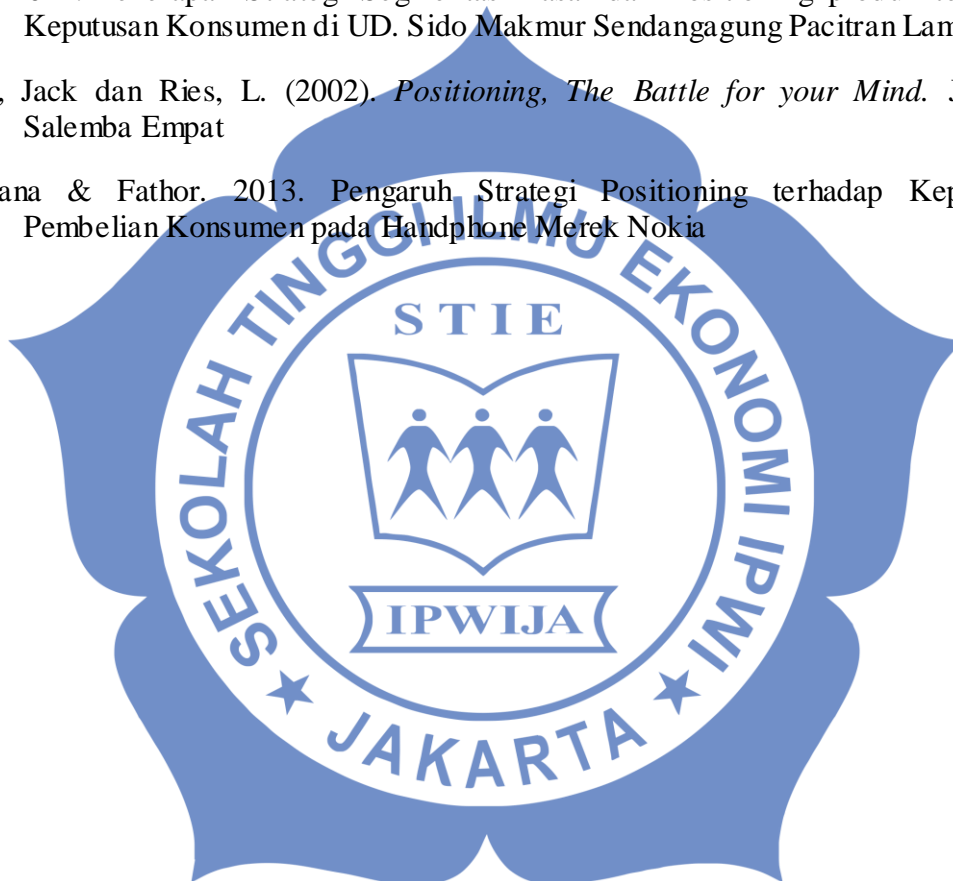 Keputusan Konsumen di UD. Sido Makmur Sendangagung Pacitran Lam
, Jack dan Ries, L. (2002). Positioning, The Battle for your Mind. J
Salemba Empat
ana & Fathor. 2013. Pengaruh Strategi Positioning terhadap Kep
Pembelian Konsumen pada Handphone Merek Nokia
SEKOLAH TINGGI ILMU EKONOMI IPWI
STIE
IPWIJA
★ JAKARTA ★